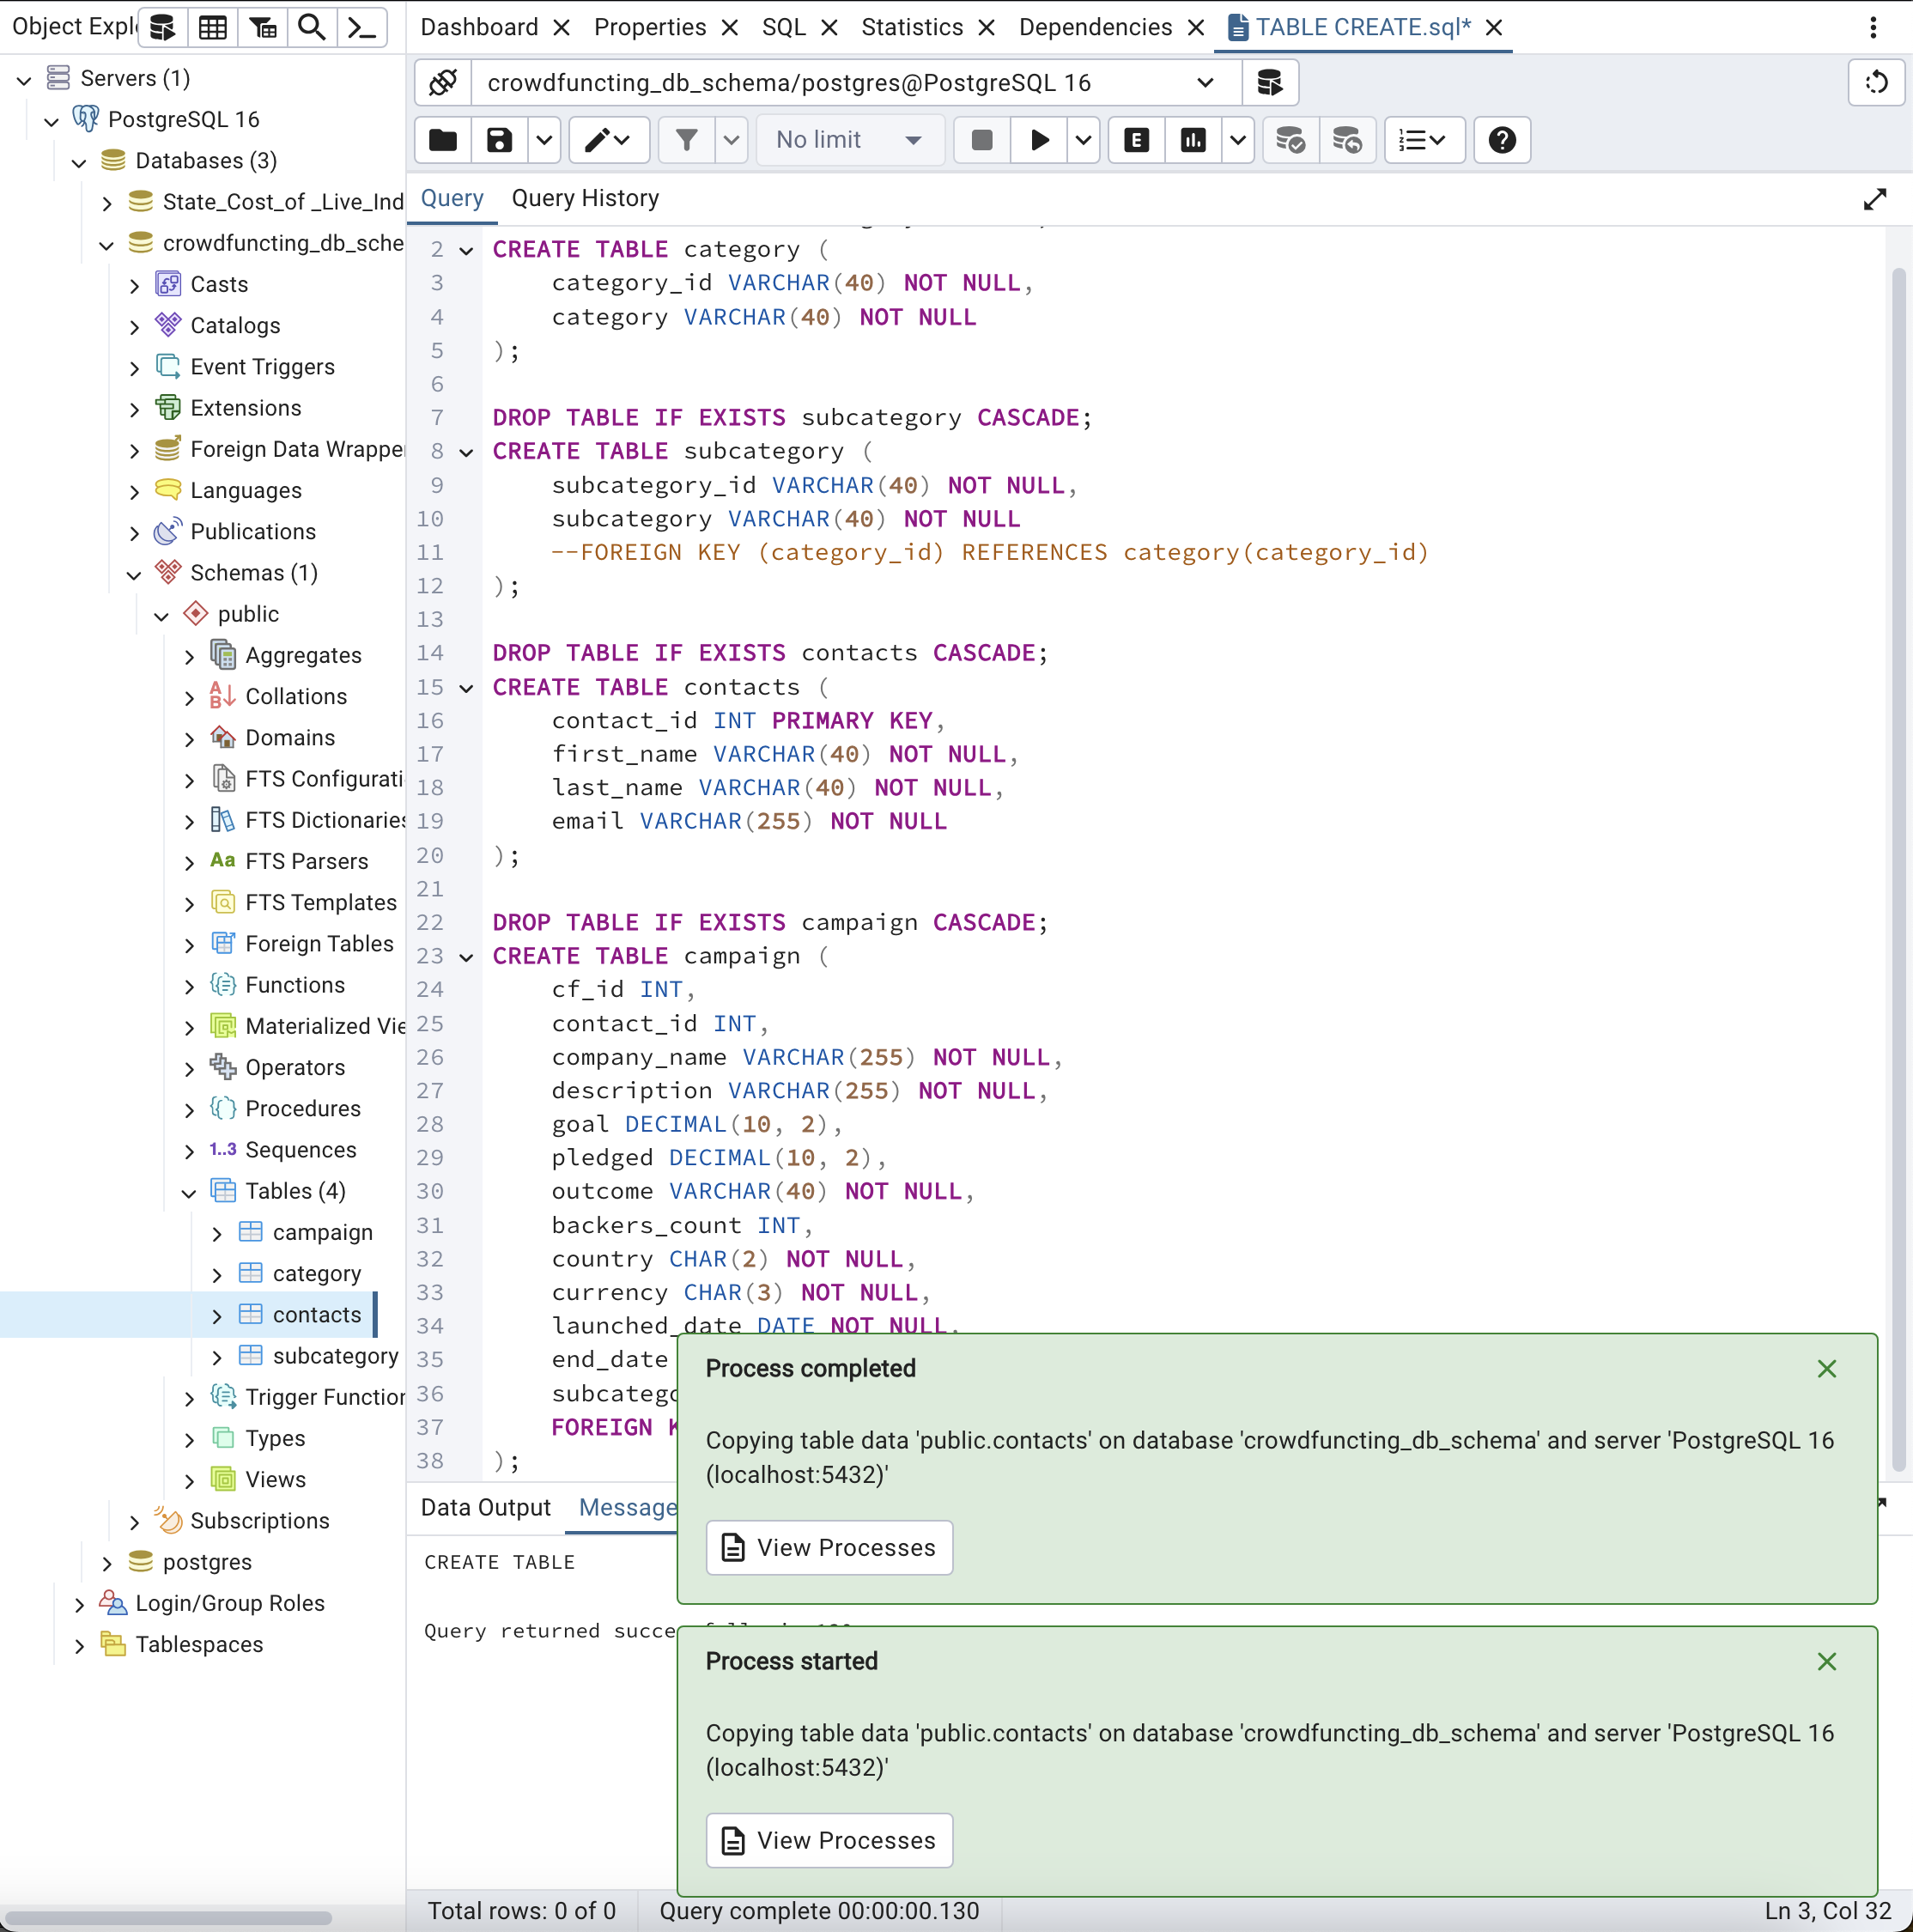 Object Expl
Dashboard
Properties
SQL
Statistics
Dependencies
TABLE CREATE.sql*
Servers (1)
PostgreSQL 16
Databases (3)
State_Cost_of _Live_Ind
crowdfuncting_db_sche
Casts
Catalogs
Event Triggers
Extensions
Foreign Data Wrapper
Languages
Publications
Schemas (1)
public
Aggregates
Collations
Domains
FTS Configurati
FTS Dictionaries
Aa FTS Parsers
FTS Templates
Foreign Tables
Functions
Materialized Vie
Operators
Procedures
1..3 Sequences
Tables (4)
campaign
category
contacts
subcategory
Trigger Function
Types
Views
Subscriptions
postgres
Login/Group Roles
Tablespaces
crowdfuncting_db_schema/postgres@PostgreSQL 16
No limit
E
Query
Query History
2 CREATE TABLE category (
3 category_id VARCHAR(40) NOT NULL,
4 category VARCHAR(40) NOT NULL
5 );
6
7 DROP TABLE IF EXISTS subcategory CASCADE;
8 CREATE TABLE subcategory (
9 subcategory_id VARCHAR(40) NOT NULL,
10 subcategory VARCHAR(40) NOT NULL
11 --FOREIGN KEY (category_id) REFERENCES category(category_id)
12 );
13
14 DROP TABLE IF EXISTS contacts CASCADE;
15 CREATE TABLE contacts (
16 contact_id INT PRIMARY KEY,
17 first_name VARCHAR(40) NOT NULL,
18 last_name VARCHAR(40) NOT NULL,
19 email VARCHAR(255) NOT NULL
20 );
21
22 DROP TABLE IF EXISTS campaign CASCADE;
23 CREATE TABLE campaign (
24 cf_id INT,
25 contact_id INT,
26 company_name VARCHAR(255) NOT NULL,
27 description VARCHAR(255) NOT NULL,
28 goal DECIMAL(10, 2),
29 pledged DECIMAL(10, 2),
30 outcome VARCHAR(40) NOT NULL,
31 backers_count INT,
32 country CHAR(2) NOT NULL,
33 currency CHAR(3) NOT NULL,
34 launched_date DATE NOT NULL,
35 end_date
36 subcatego
37 FOREIGN K
38 );
Data Output
Message
CREATE TABLE
Query returned succe
Process completed
Copying table data 'public.contacts' on database 'crowdfuncting_db_schema' and server 'PostgreSQL 16
(localhost:5432)'
View Processes
Process started
Copying table data 'public.contacts' on database 'crowdfuncting_db_schema' and server 'PostgreSQL 16
(localhost:5432)'
View Processes
Total rows: 0 of 0
Query complete 00:00:00.130
Ln 3, Col 32